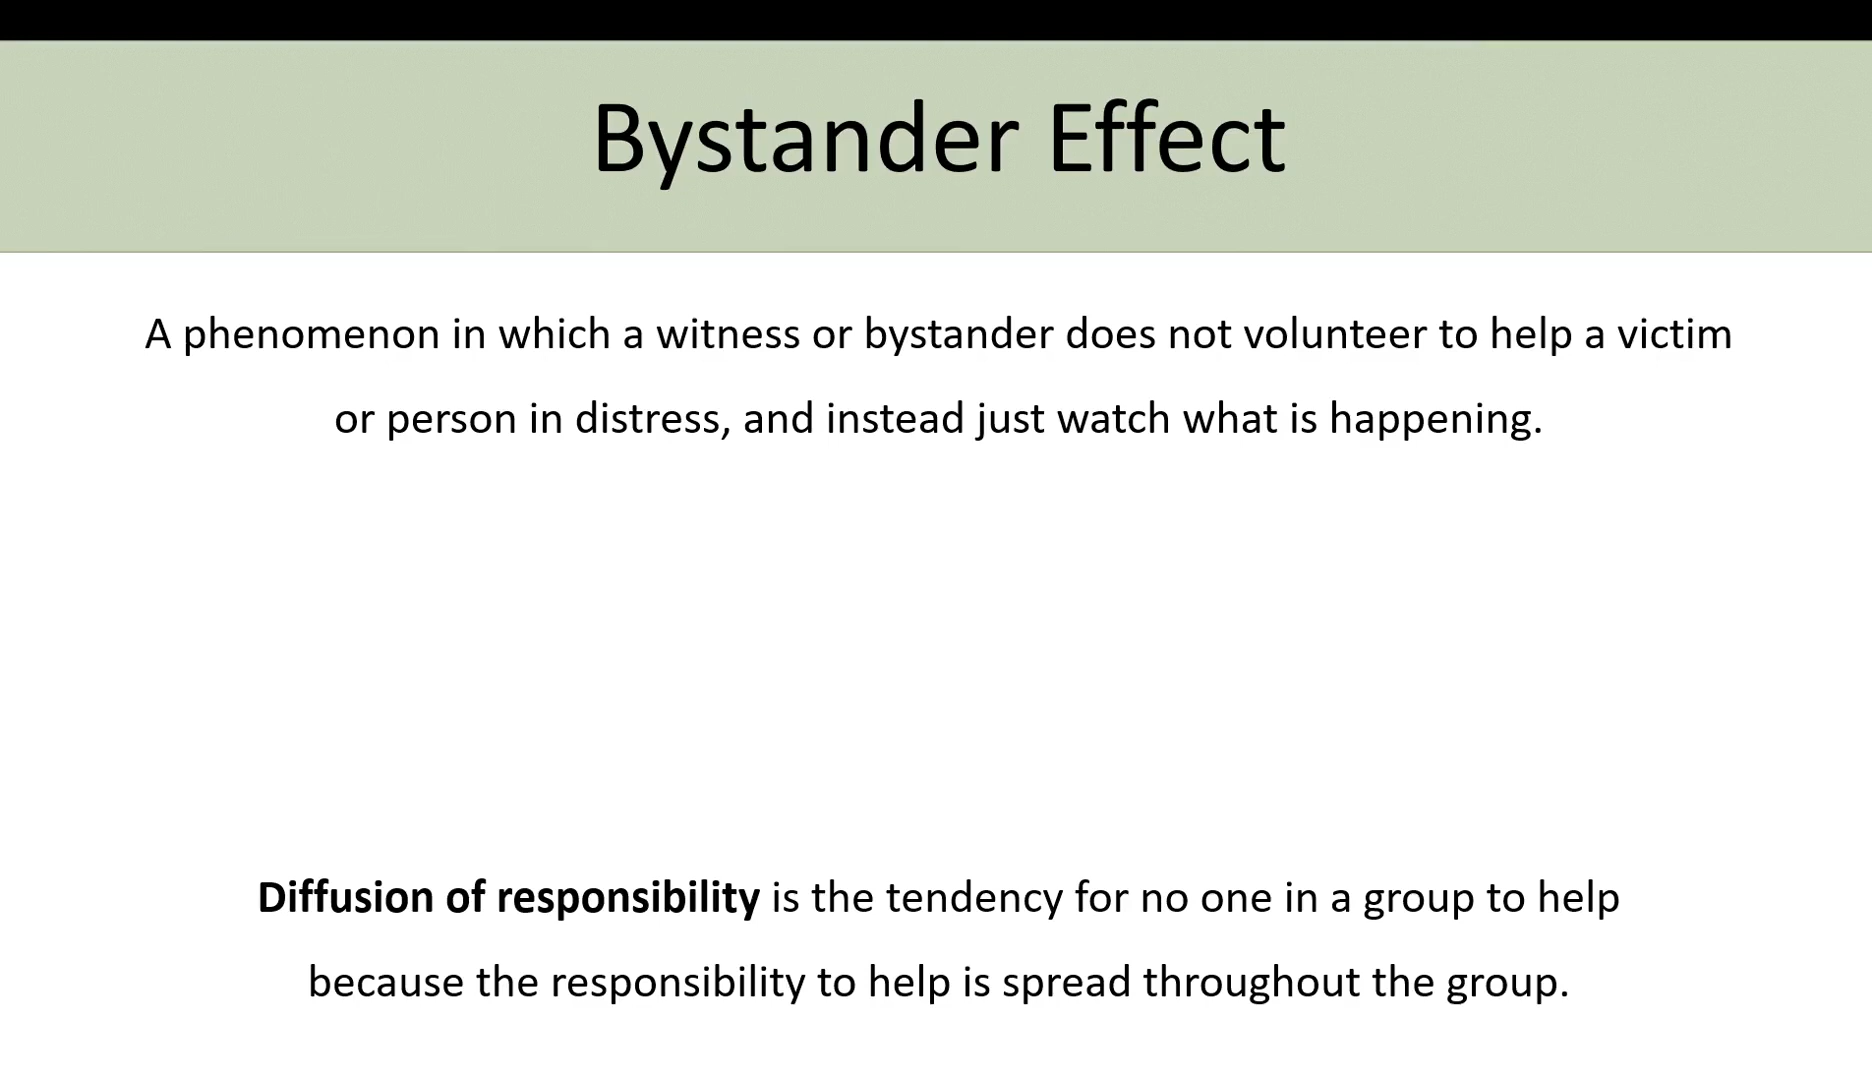 Bystander Effect
A phenomenon in which a witness or bystander does not volunteer to help a victim
or person in distress, and instead just watch what is happening.
Diffusion of responsibility is the tendency for no one in a group to help
because the responsibility to help is spread throughout the group.